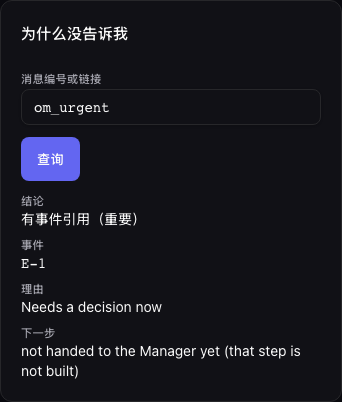 为什么没告诉我
消息编号或链接
om_urgent
查询
结论
有事件引用（重要）
事件
E-1
理由
Needs a decision now
下一步
not handed to the Manager yet (that step is
not built)